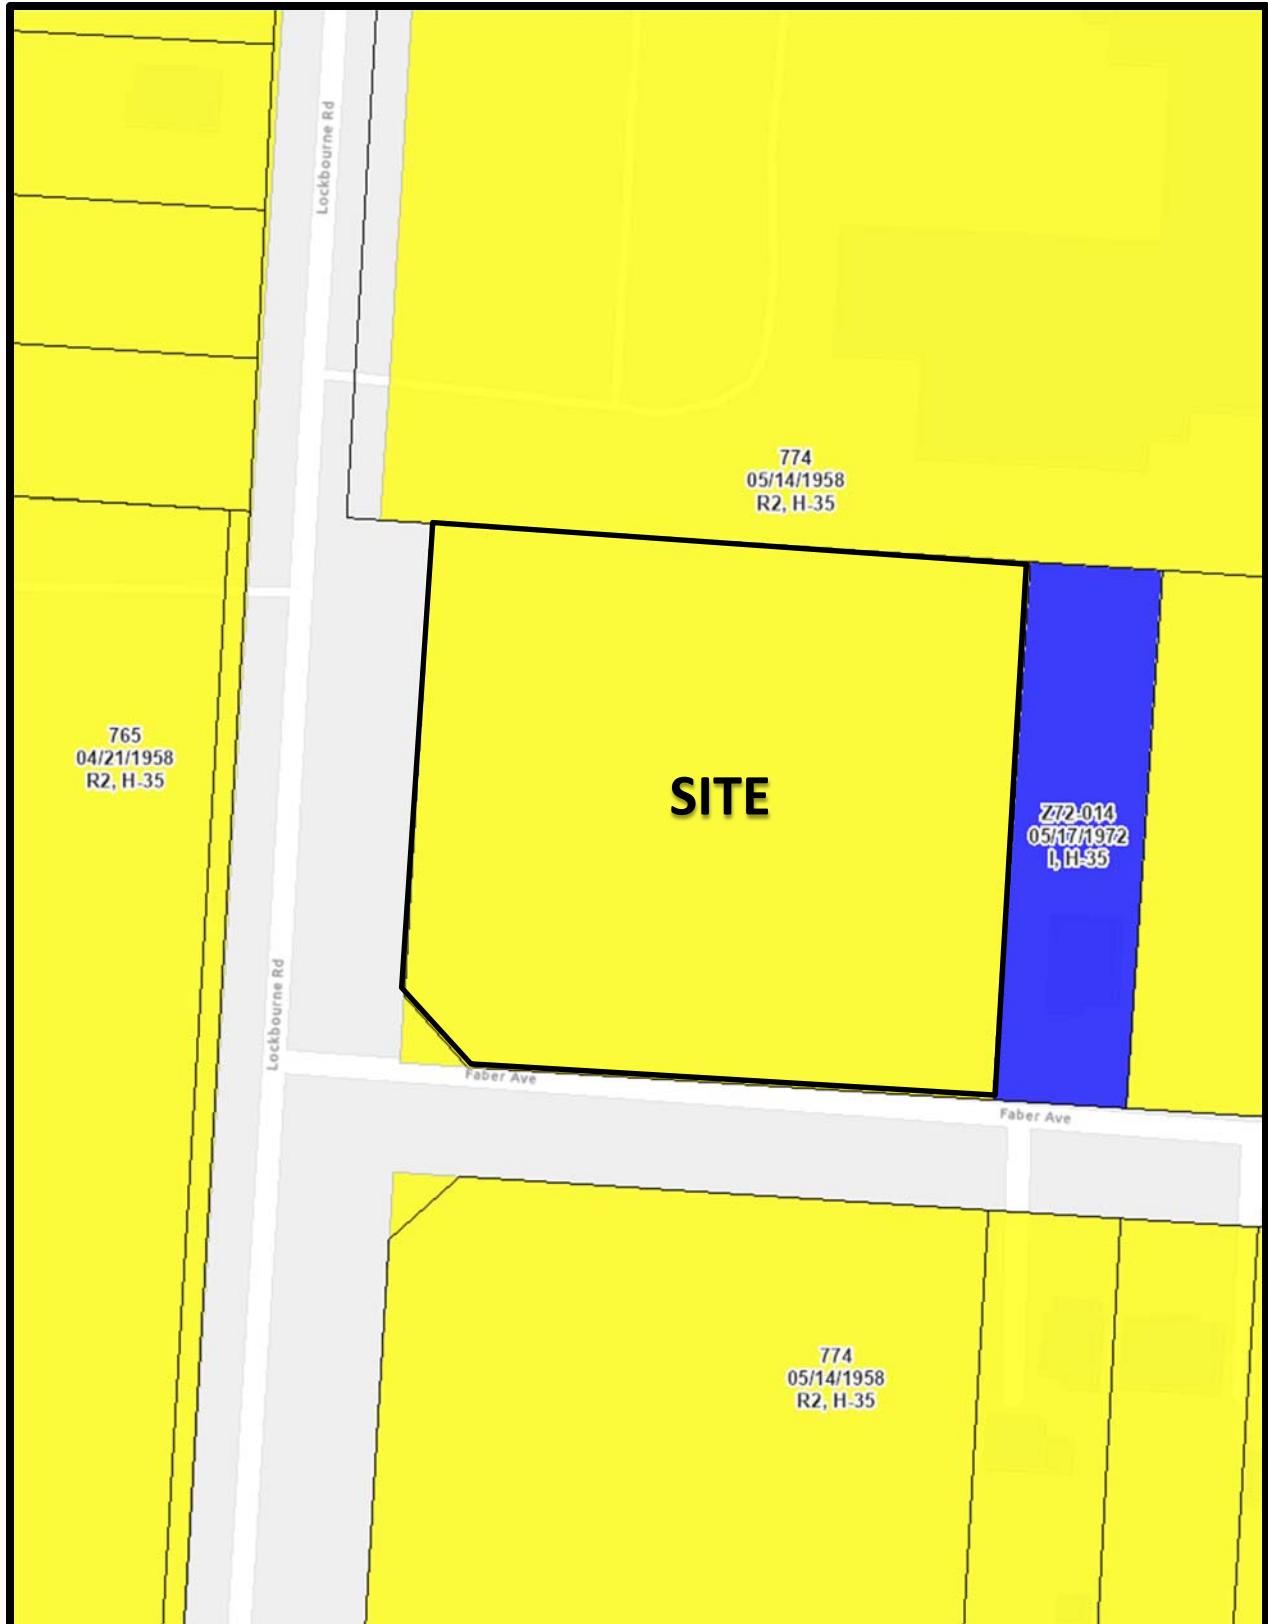 Lockbourne Rd
774
05/14/1958
R2, H-35
765
04/21/1958
R2, H-35
SITE
Z72-014
05/17/1972
I, H-35
Lockbourne Rd
Faber Ave
Faber Ave
774
05/14/1958
R2, H-35